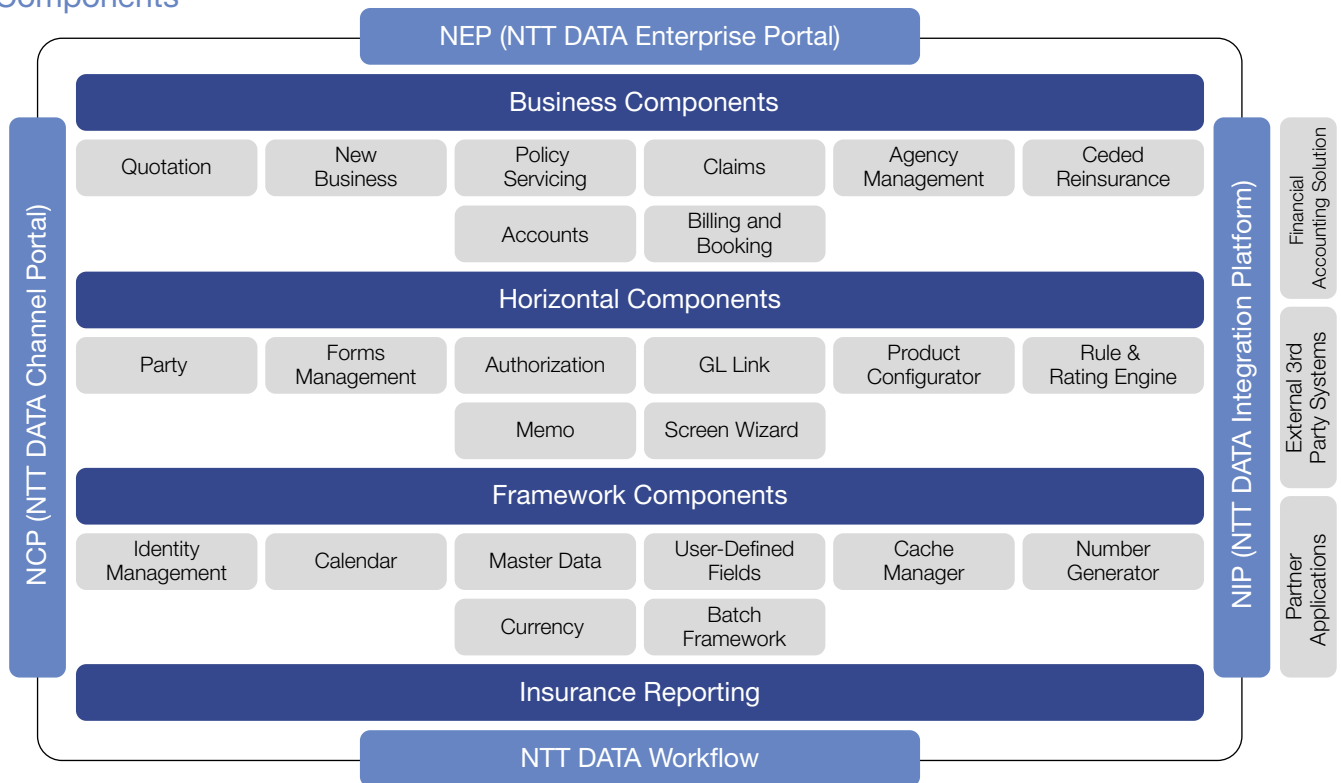 Components
NEP (NTT DATA Enterprise Portal)
NCP (NTT DATA Channel Portal)
Business Components
Quotation
New
Business
Policy
Servicing
Claims
Agency
Management
Ceded
Reinsurance
Accounts
Billing and
Booking
Horizontal Components
Party
Forms
Management
Authorization
GL Link
Product
Configurator
Rule &
Rating Engine
Memo
Screen Wizard
Framework Components
Identity
Management
Calendar
Master Data
User-Defined
Fields
Cache
Manager
Number
Generator
Currency
Batch
Framework
Insurance Reporting
NTT DATA Workflow
NIP (NTT DATA Integration Platform)
Financial
Accounting Solution
External 3rd
Party Systems
Partner
Applications